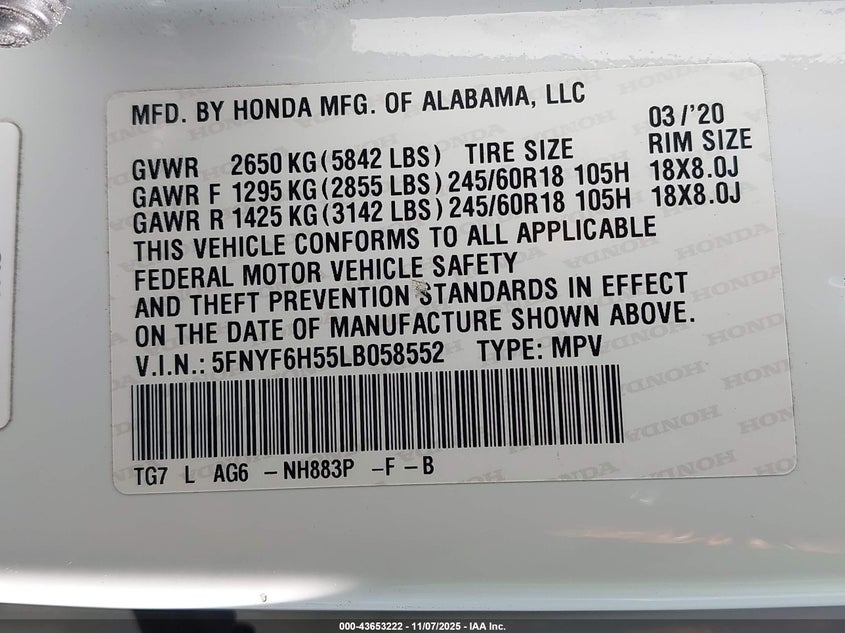 MFD. BY HONDA MFG. OF ALABAMA, LLC 03/'20
GVWR 2650 KG (5842 LBS) TIRE SIZE RIM SIZE
GAWR F 1295 KG (2855 LBS) 245/60R18 105H 18X8.0J
GAWR R 1425 KG (3142 LBS) 245/60R18 105H 18X8.0J
THIS VEHICLE CONFORMS TO ALL APPLICABLE
FEDERAL MOTOR VEHICLE SAFETY
AND THEFT PREVENTION STANDARDS IN EFFECT
ON THE DATE OF MANUFACTURE SHOWN ABOVE.
V.I.N.: 5FNYF6H55LB058552 TYPE: MPV
TG7 L AG6 -NH883P -F-B
000-43653222 - 11/07/2025 - IAA Inc.